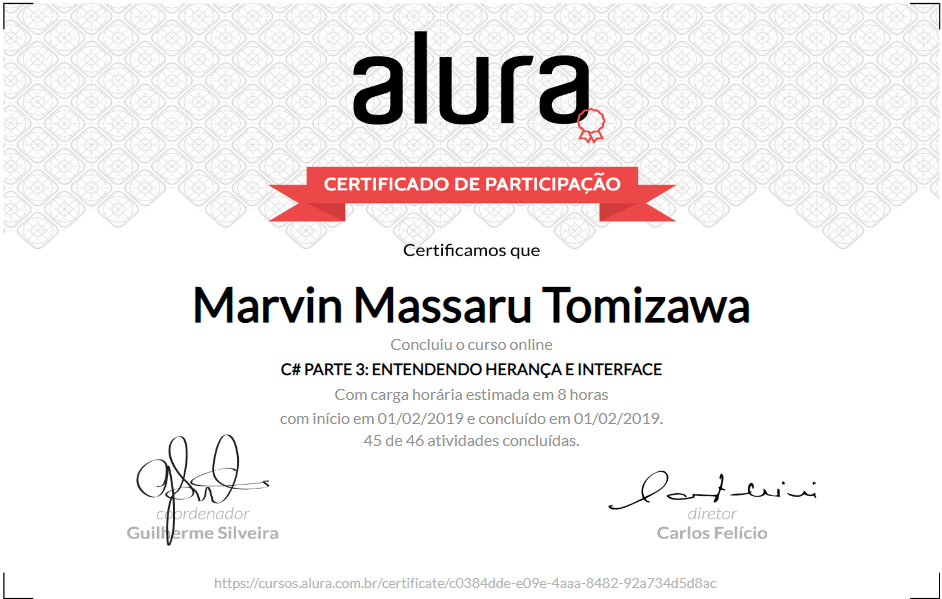 alura
CERTIFICADO DE PARTICIPAÇÃO
Certificamos que
Marvin Massaru Tomizawa
Concluiu o curso online
C# PARTE 3: ENTENDENDO HERANÇA E INTERFACE
Com carga horária estimada em 8 horas
com início em 01/02/2019 e concluído em 01/02/2019.
45 de 46 atividades concluídas.
coordenador
Guilherme Silveira
diretor
Carlos Felício
https://cursos.alura.com.br/certificate/c0384dde-e09e-4aaa-8482-92a734d5d8ac